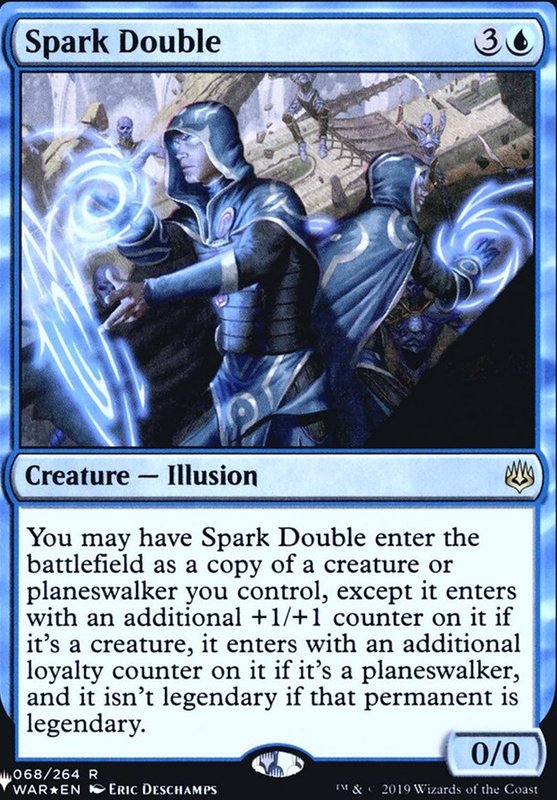 Spark Double
3
Creature — Illusion
You may have Spark Double enter the
battlefield as a copy of a creature or
planeswalker you control, except it enters
with an additional +1/+1 counter on it if
it's a creature, it enters with an additional
loyalty counter on it if it's a planeswalker,
and it isn't legendary if that permanent is
legendary.
0/0
068/264 R
WAR★EN Eric Deschamps
™ & © 2019 Wizards of the Coast